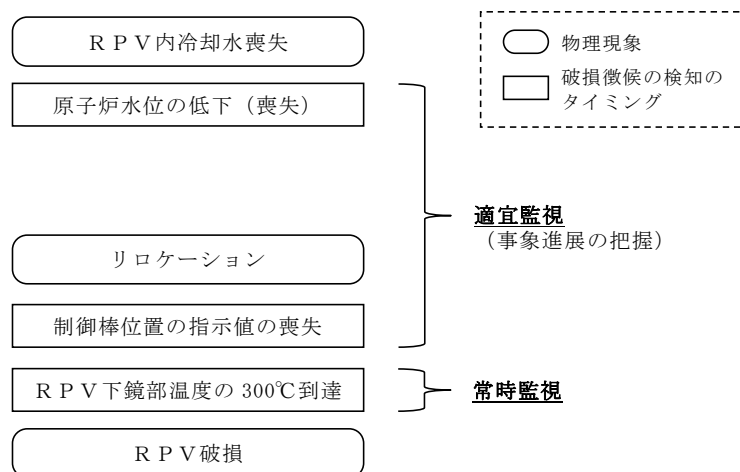 ＲＰＶ内冷却水喪失
原子炉水位の低下（喪失）
リロケーション
制御棒位置の指示値の喪失
ＲＰＶ下鏡部温度の 300℃到達
ＲＰＶ破損
物理現象
破損徴候の検知の
タイミング
適宜監視
（事象進展の把握）
常時監視